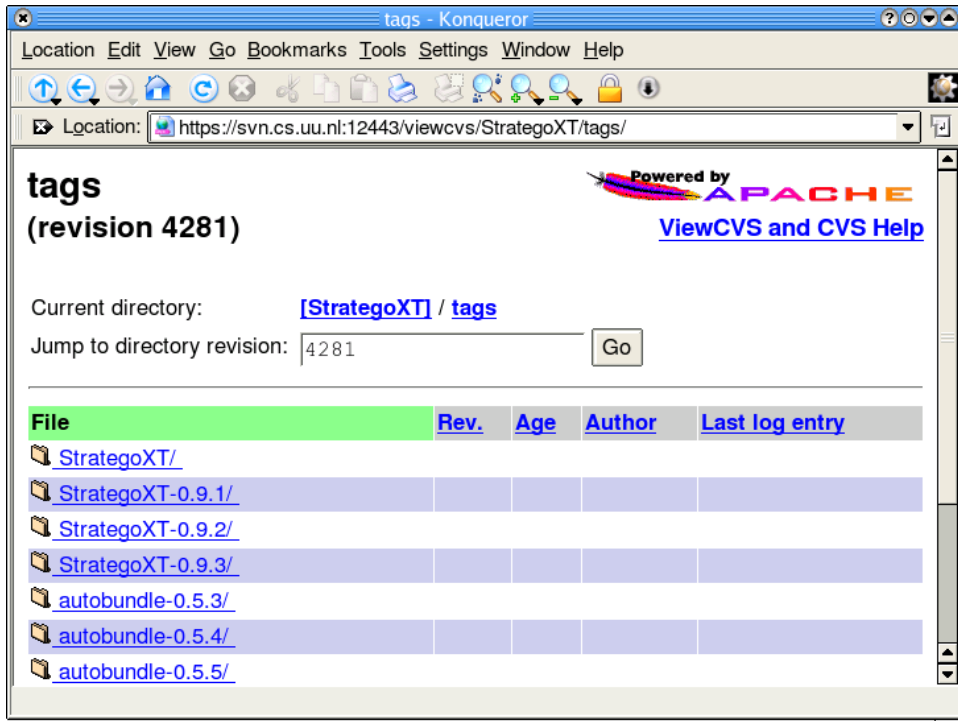 tags - Konqueror
Location Edit View Go Bookmarks Tools Settings Window Help
Location: https://svn.cs.uu.nl:12443/viewcvs/StrategoXT/tags/
tags
(revision 4281)
Powered by
APACHE
ViewCVS and CVS Help
Current directory: [StrategoXT] / tags
Jump to directory revision: 4281 Go
File Rev. Age Author Last log entry
StrategoXT/
StrategoXT-0.9.1/
StrategoXT-0.9.2/
StrategoXT-0.9.3/
autobundle-0.5.3/
autobundle-0.5.4/
autobundle-0.5.5/